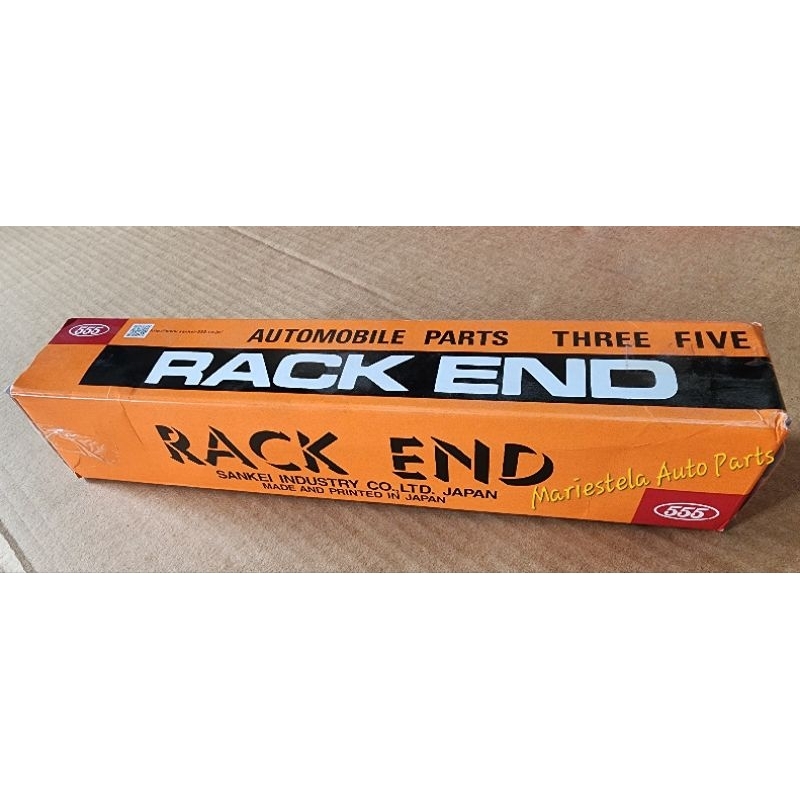 555
AUTOMOBILE PARTS THREE FIVE
RACK END
RACK END
SANKEI INDUSTRY CO.,LTD. JAPAN
MADE AND PRINTED IN JAPAN
Mariestela Auto Parts
555